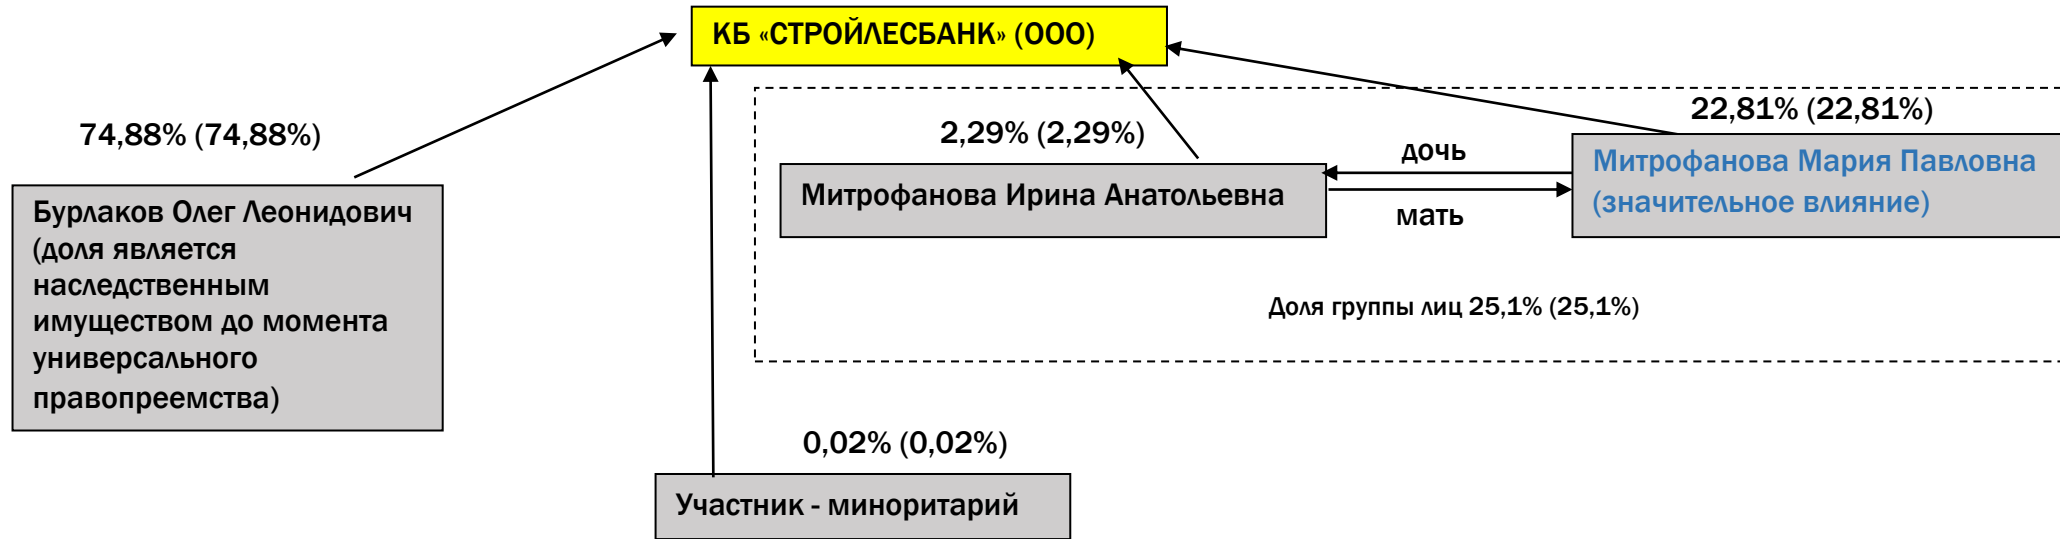 КБ «СТРОЙЛЕСБАНК» (ООО)
74,88% (74,88%)
Бурлаков Олег Леонидович
(доля является
наследственным
имуществом до момента
универсального
правопреемства)
2,29% (2,29%)
Митрофанова Ирина Анатольевна
дочь
мать
22,81% (22,81%)
Митрофанова Мария Павловна
(значительное влияние)
Доля группы лиц 25,1% (25,1%)
0,02% (0,02%)
Участник - миноритарий